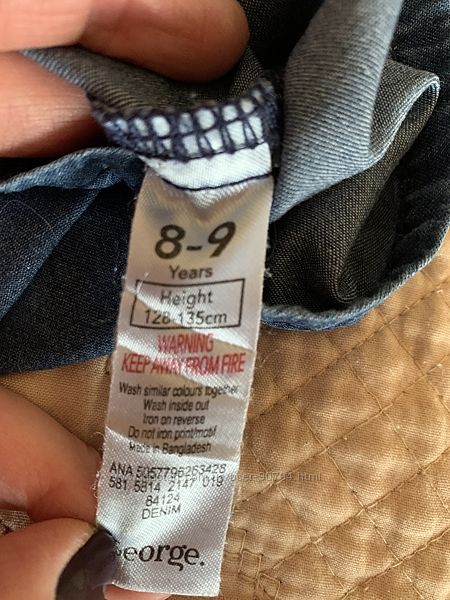 8-9
Years
Height
128-135cm
WARNING
KEEP AWAY FROM FIRE
Wash similar colours together
Wash inside out
Iron on reverse
Do not iron print/motif
Made in Bangladesh
ANA 5057796263428
581 5814 2147 019
64124
DENIM
George.